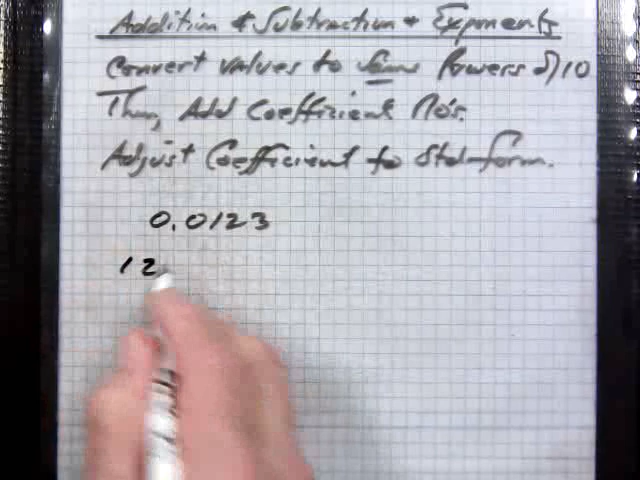 Addition & Subtraction & Exponents
Convert values to Same Powers of 10
Then, Add Coefficient No's.
Adjust Coefficient to Std-form.
0.0123
12